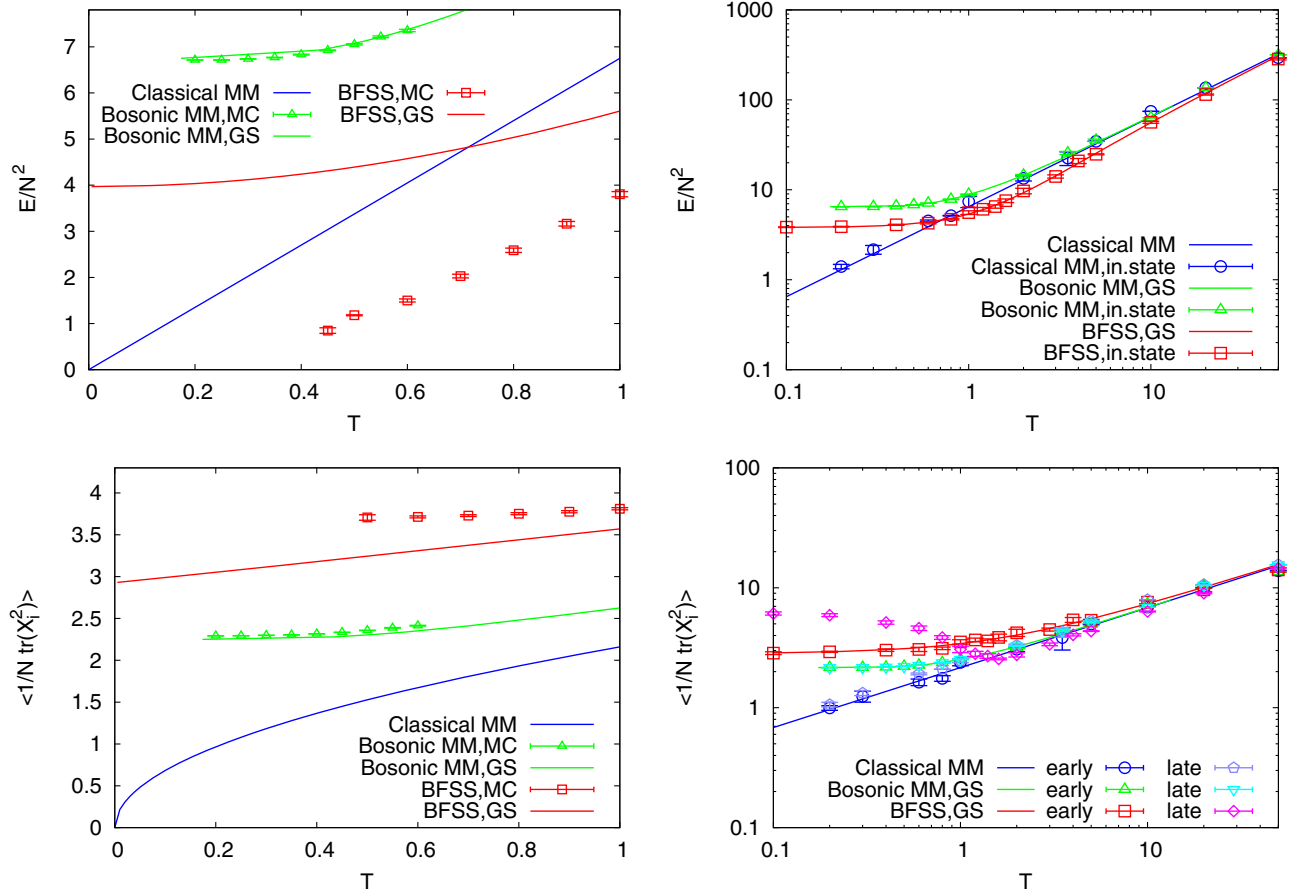 7
6
5
4
3
2
1
0
E/N²
Classical MM
Bosonic MM,MC
Bosonic MM,GS
BFSS,MC
BFSS,GS
0 0.2 0.4 0.6 0.8 1
T
1000
100
10
1
0.1
E/N²
Classical MM
Classical MM,in.state
Bosonic MM,GS
Bosonic MM,in.state
BFSS,GS
BFSS,in.state
0.1 1 10
T
4
3.5
3
2.5
2
1.5
1
0.5
0
<1/N tr(Xᵢ²)>
Classical MM
Bosonic MM,MC
Bosonic MM,GS
BFSS,MC
BFSS,GS
0 0.2 0.4 0.6 0.8 1
T
100
10
1
0.1
<1/N tr(Xᵢ²)>
Classical MM early late
Bosonic MM,GS early late
BFSS,GS early late
0.1 1 10
T